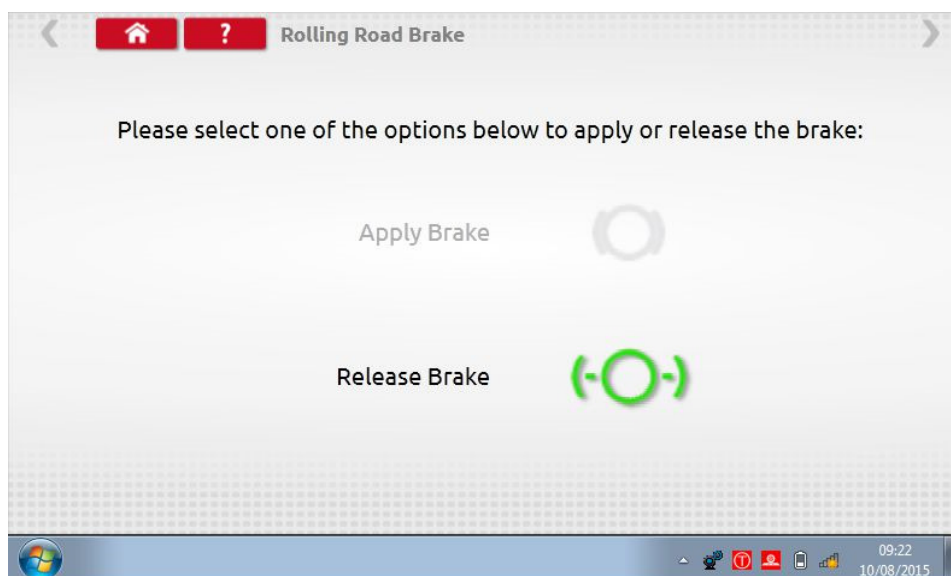 ? Rolling Road Brake
Please select one of the options below to apply or release the brake:
Apply Brake
Release Brake
09:22
10/08/2015